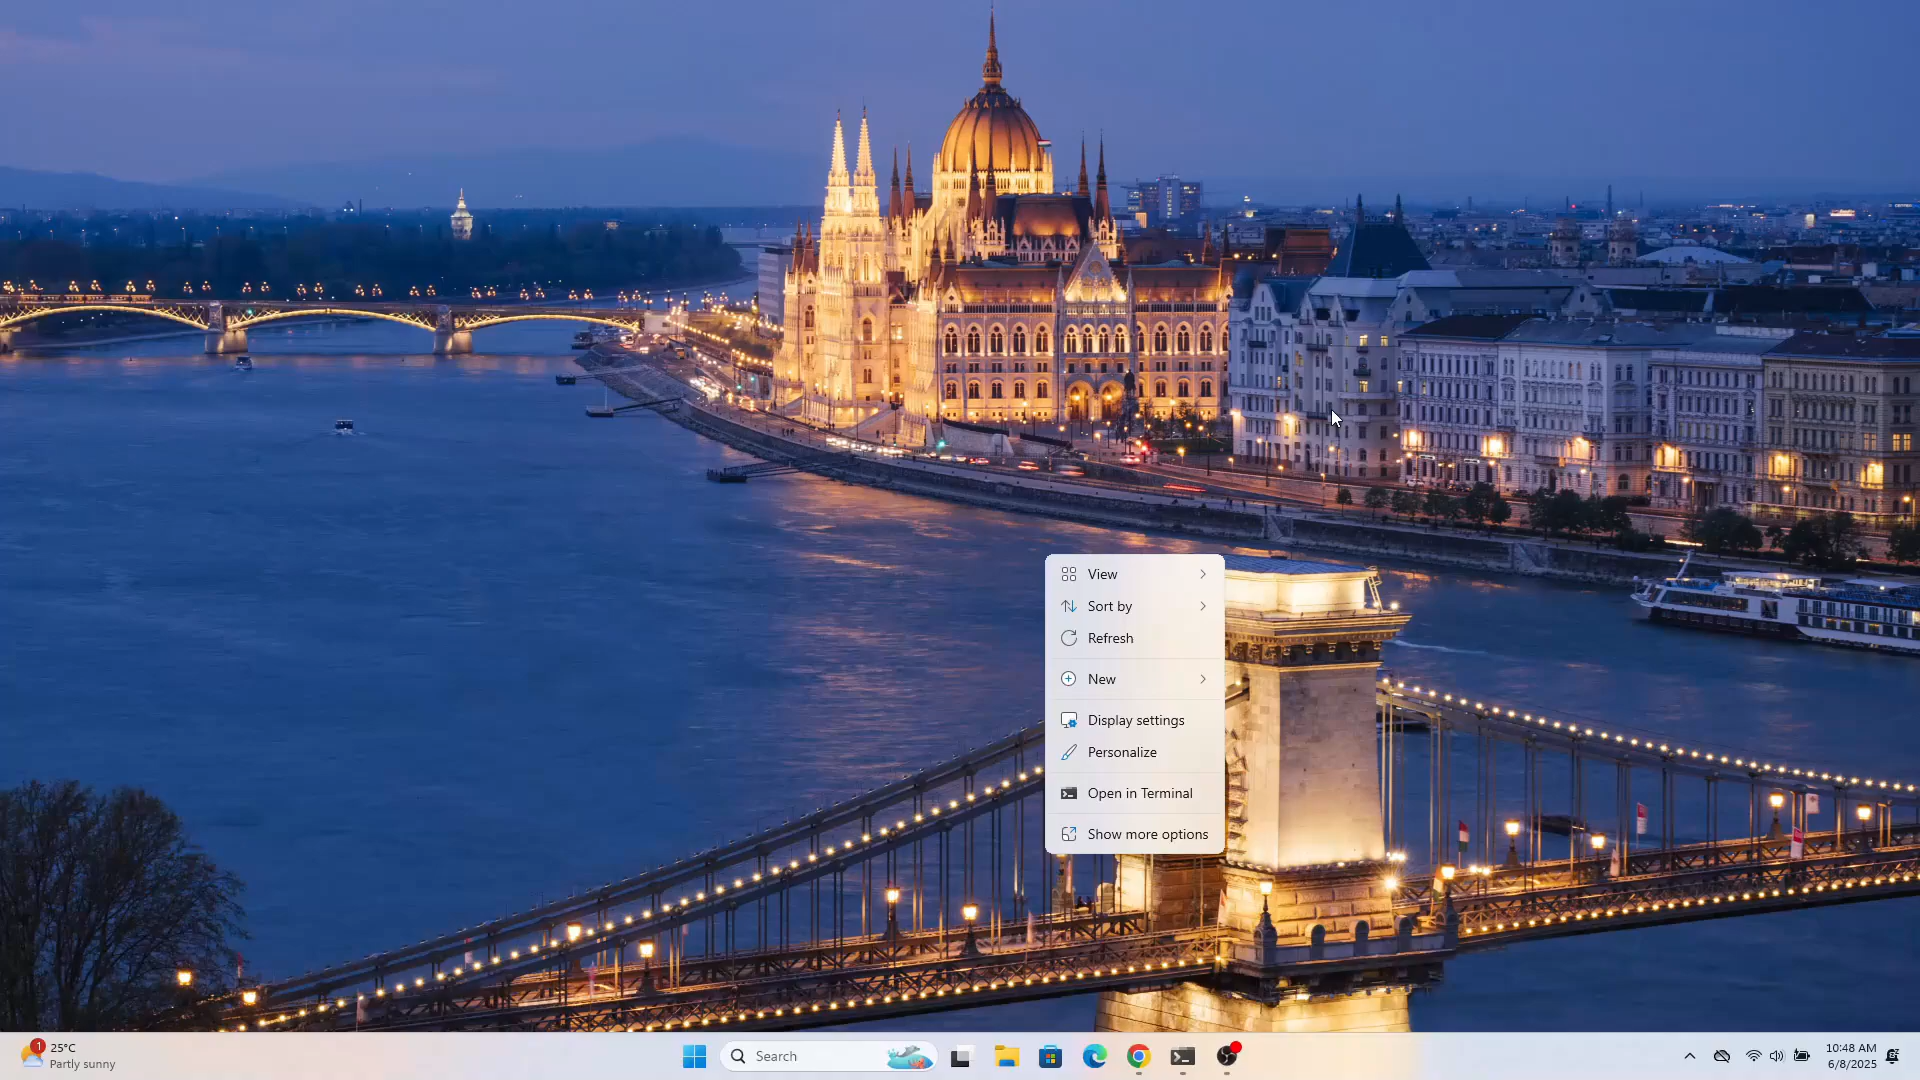 View
Sort by
Refresh
New
Display settings
Personalize
Open in Terminal
Show more options
1
25°C
Partly sunny
Search
10:48 AM
6/8/2025